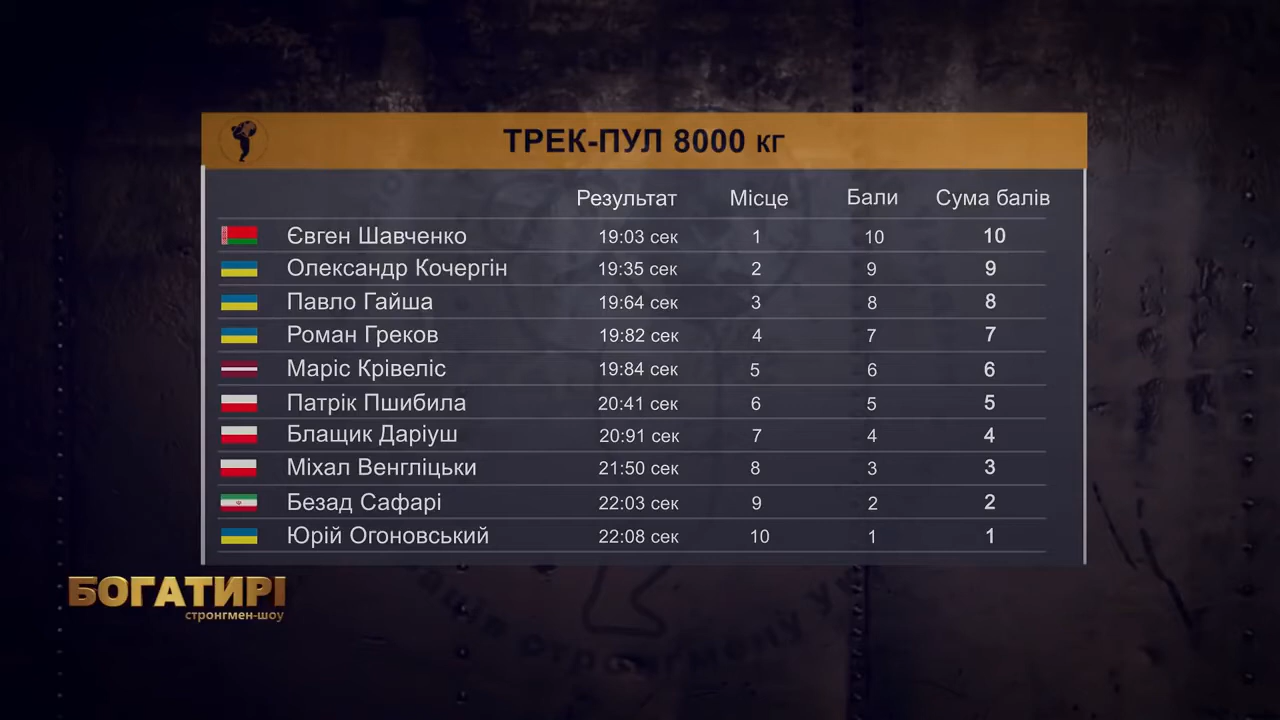 ТРЕК-ПУЛ 8000 кг
Результат Місце Бали Сума балів
Євген Шавченко 19:03 сек 1 10 10
Олександр Кочергін 19:35 сек 2 9 9
Павло Гайша 19:64 сек 3 8 8
Роман Греков 19:82 сек 4 7 7
Маріс Крівеліс 19:84 сек 5 6 6
Патрік Пшибила 20:41 сек 6 5 5
Блащик Даріуш 20:91 сек 7 4 4
Міхал Венгліцьки 21:50 сек 8 3 3
Безад Сафарі 22:03 сек 9 2 2
Юрій Огоновський 22:08 сек 10 1 1
БОГАТИРІ
стронгмен-шоу